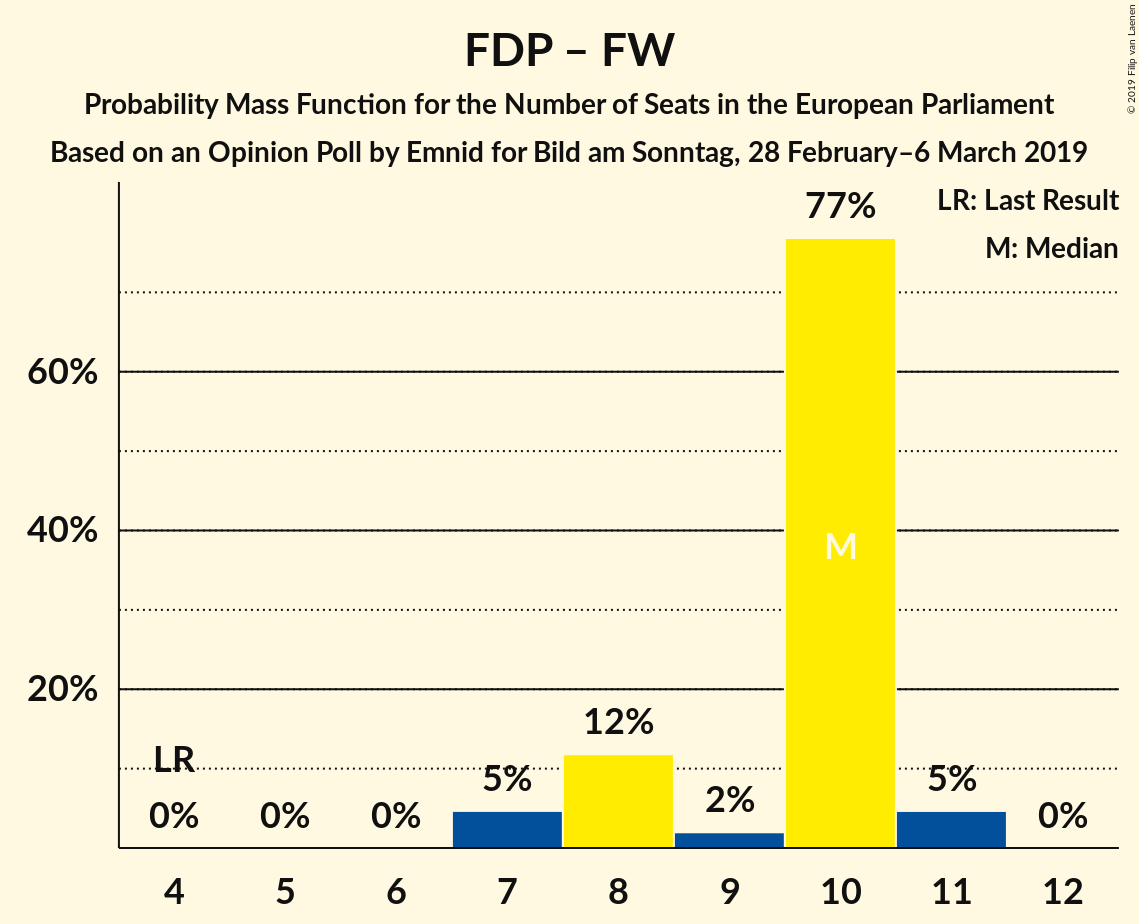 FDP – FW
Probability Mass Function for the Number of Seats in the European Parliament
Based on an Opinion Poll by Emnid for Bild am Sonntag, 28 February–6 March 2019
© 2019 Filip van Laenen
LR: Last Result
M: Median
77%
60%
40%
M
20%
12%
LR
5%
5%
2%
0%
0%
0%
0%
4 5 6 7 8 9 10 11 12